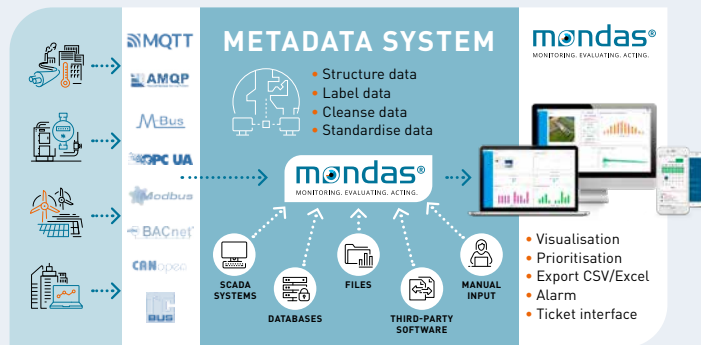 MQTT
AMQP
M-Bus
OPC UA
Modbus
BACnet
CANopen
BUS
METADATA SYSTEM
• Structure data
• Label data
• Cleanse data
• Standardise data
mondas®
MONITORING. EVALUATING. ACTING.
SCADA
SYSTEMS
DATABASES
FILES
THIRD-PARTY
SOFTWARE
MANUAL
INPUT
mondas®
MONITORING. EVALUATING. ACTING.
• Visualisation
• Prioritisation
• Export CSV/Excel
• Alarm
• Ticket interface